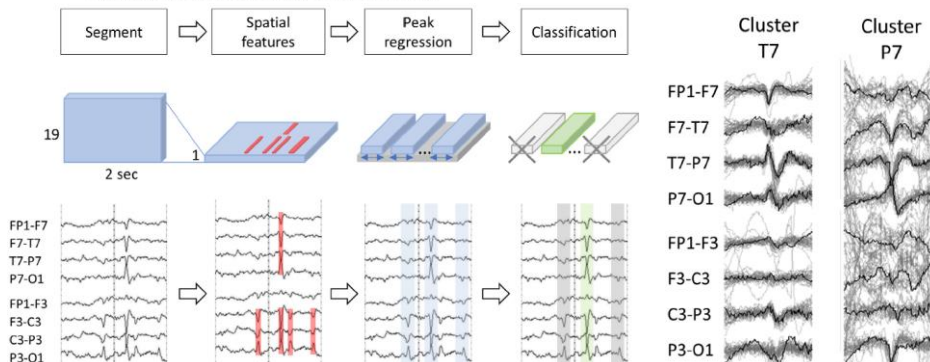 Segment
Spatial
features
Peak
regression
Classification
19
1
2 sec
...
...
FP1-F7
F7-T7
T7-P7
P7-O1
FP1-F3
F3-C3
C3-P3
P3-O1
Cluster
T7
Cluster
P7
FP1-F7
F7-T7
T7-P7
P7-O1
FP1-F3
F3-C3
C3-P3
P3-O1